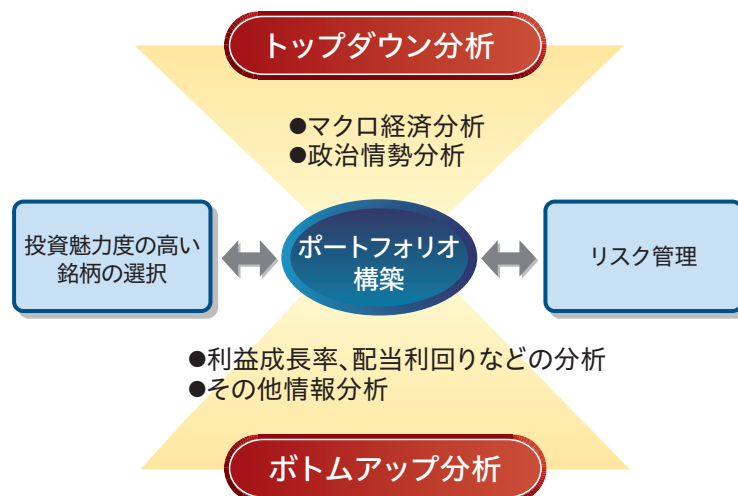 トップダウン分析
●マクロ経済分析
●政治情勢分析
投資魅力度の高い
銘柄の選択
ポートフォリオ
構築
リスク管理
●利益成長率、配当利回りなどの分析
●その他情報分析
ボトムアップ分析